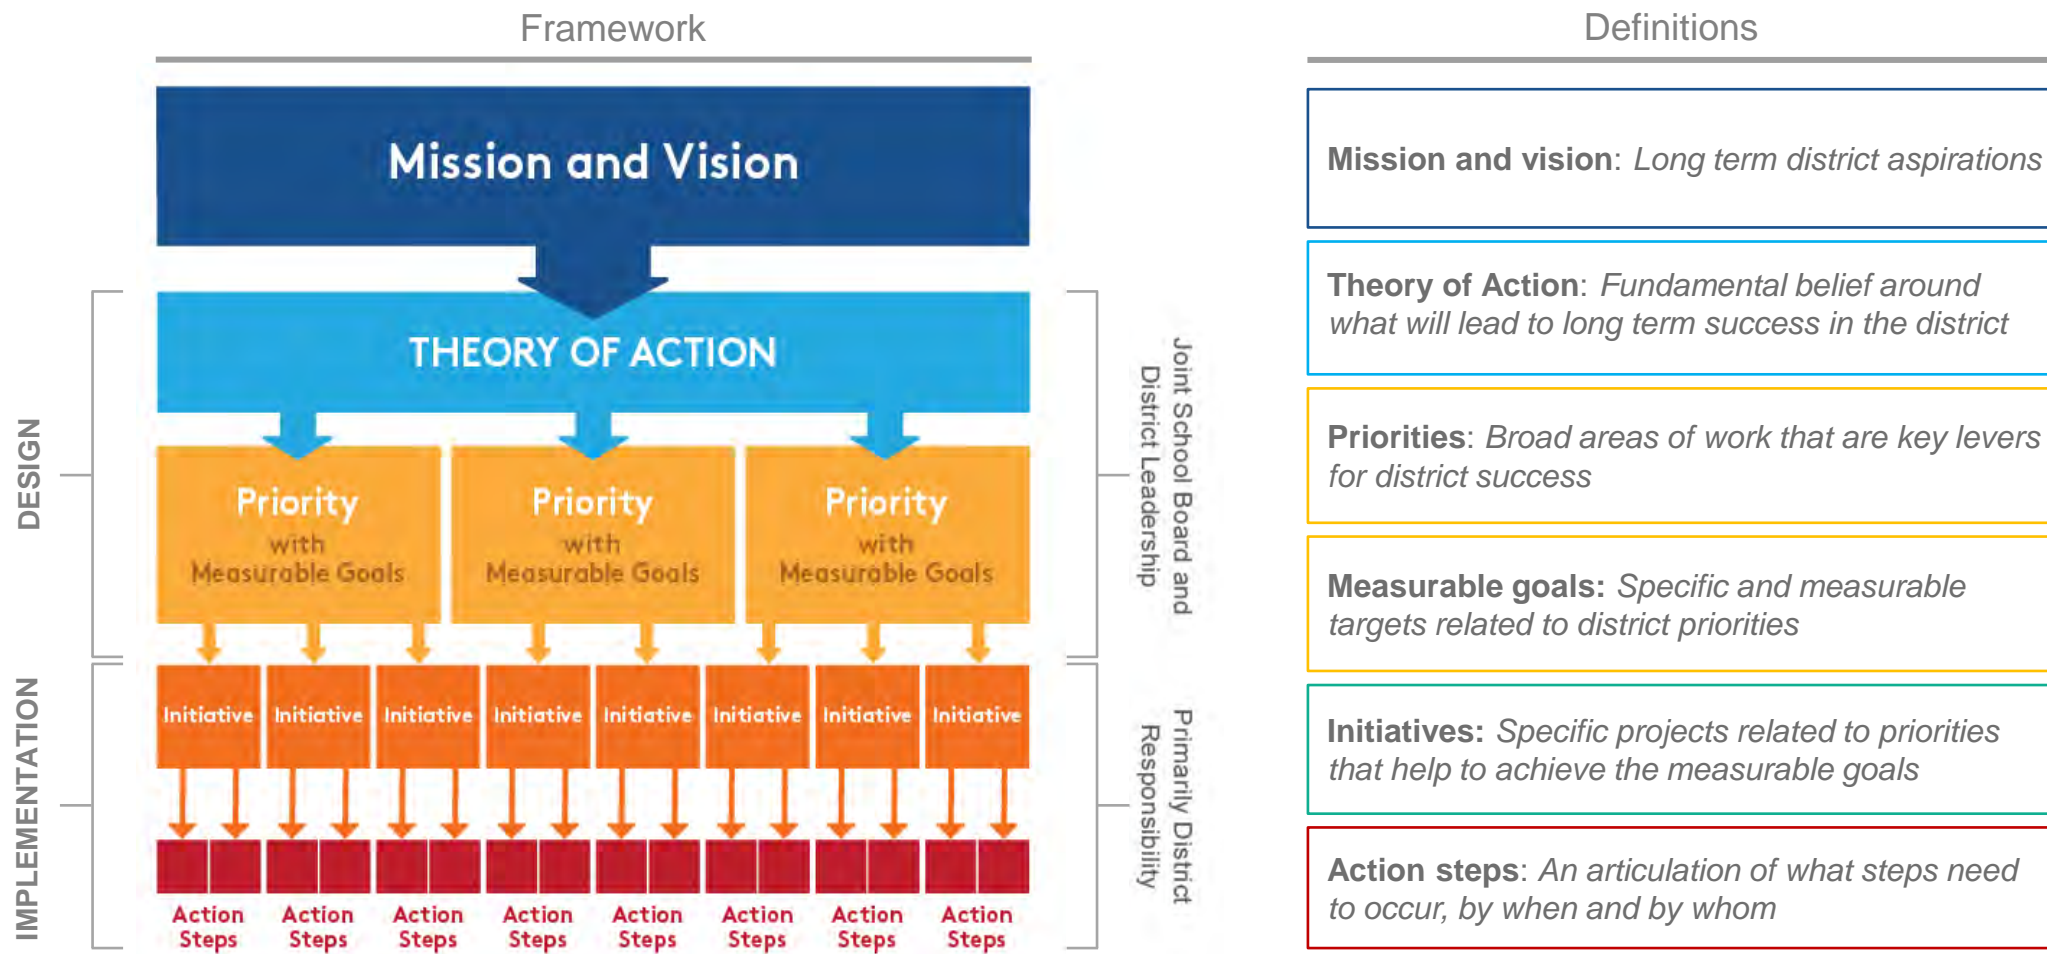 Framework
Definitions
Mission and Vision
THEORY OF ACTION
Priority
with
Measurable Goals
Priority
with
Measurable Goals
Priority
with
Measurable Goals
Initiative
Initiative
Initiative
Initiative
Initiative
Initiative
Initiative
Initiative
Action
Steps
Action
Steps
Action
Steps
Action
Steps
Action
Steps
Action
Steps
Action
Steps
Action
Steps
DESIGN
IMPLEMENTATION
Joint School Board and
District Leadership
Primarily District
Responsibility
Mission and vision: Long term district aspirations
Theory of Action: Fundamental belief around
what will lead to long term success in the district
Priorities: Broad areas of work that are key levers
for district success
Measurable goals: Specific and measurable
targets related to district priorities
Initiatives: Specific projects related to priorities
that help to achieve the measurable goals
Action steps: An articulation of what steps need
to occur, by when and by whom